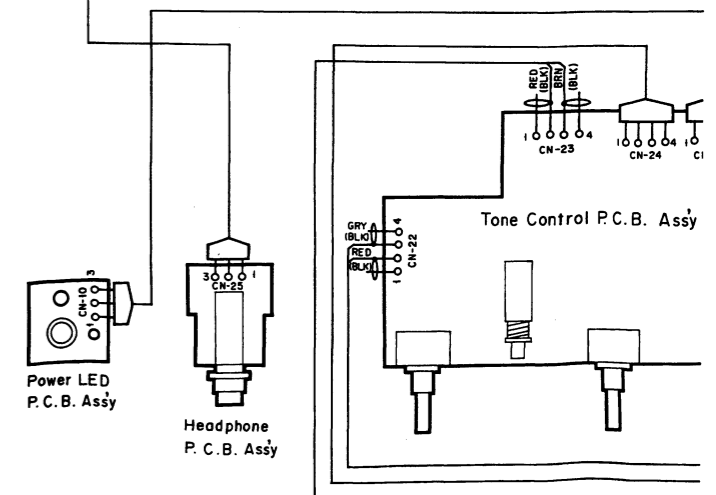 RED
(BLK)
BRN
(BLK)
1 4
CN-23
1 4
CN-24
1
C
Tone Control P.C.B. Ass'y
GRY
(BLK)
RED
(BLK)
4
CN-22
1
3
CN-10
1
Power LED
P.C.B. Ass'y
3 1
CN-25
Headphone
P.C.B. Ass'y